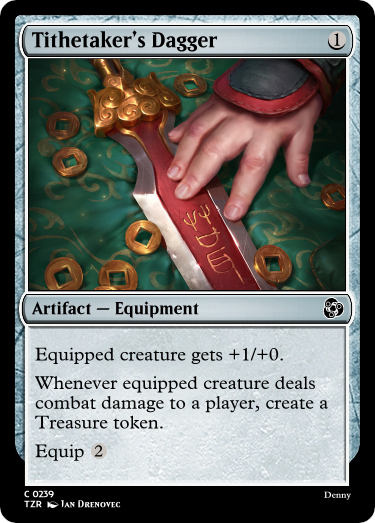 Tithetaker's Dagger 1
Artifact — Equipment
Equipped creature gets +1/+0.
Whenever equipped creature deals
combat damage to a player, create a
Treasure token.
Equip 2
C 0239
TZR Ian Drenovec
Denny